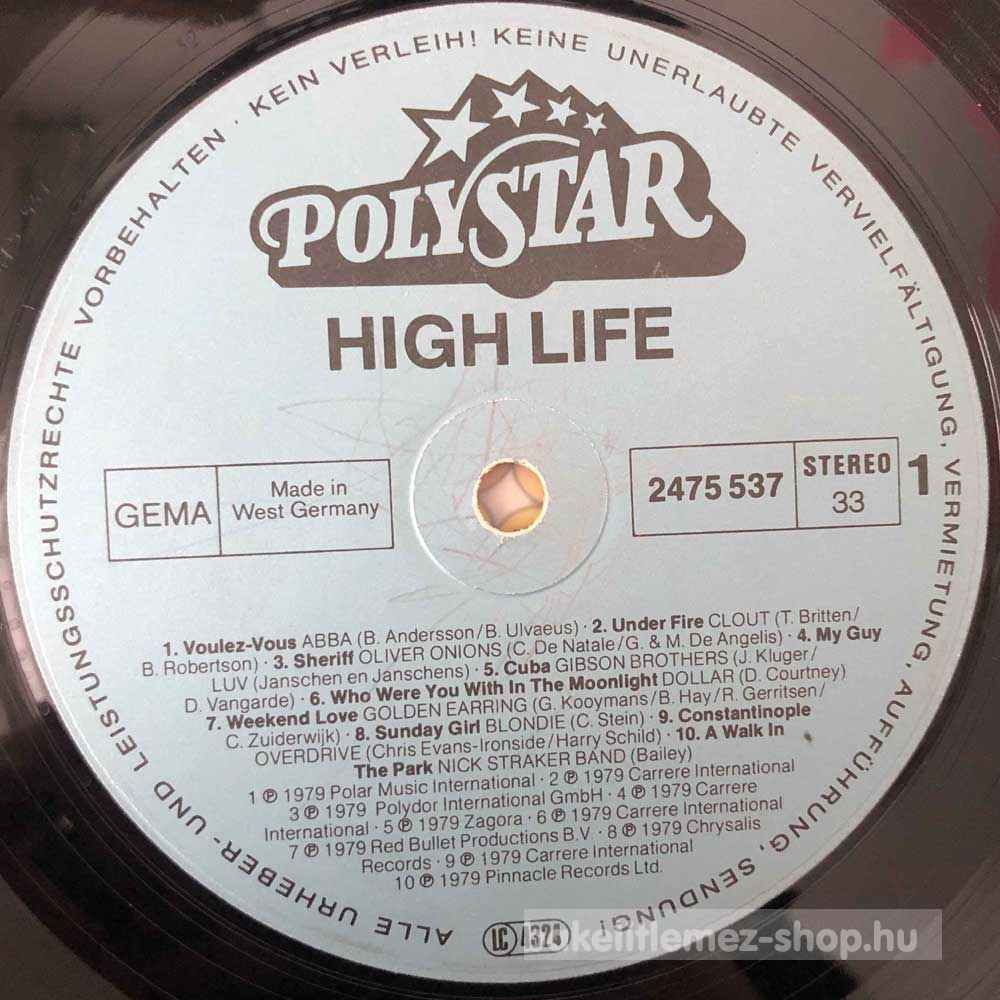 ALLE URHEBER- UND LEISTUNGSSCHUTZRECHTE VORBEHALTEN · KEIN VERLEIH! KEINE UNERLAUBTE VERVIELFÄLTIGUNG, VERMIETUNG, AUFFÜHRUNG, SENDUNG!
POLYSTAR
HIGH LIFE
GEMA
Made in
West Germany
2475 537
STEREO
33
1
1. Voulez-Vous ABBA (B. Andersson/B. Ulvaeus) · 2. Under Fire CLOUT (T. Britten/
B. Robertson) · 3. Sheriff OLIVER ONIONS (C. De Natale/G. & M. De Angelis) · 4. My Guy
LUV (Janschen en Janschens) · 5. Cuba GIBSON BROTHERS (J. Kluger/
D. Vangarde) · 6. Who Were You With In The Moonlight DOLLAR (D. Courtney)
7. Weekend Love GOLDEN EARRING (G. Kooymans/B. Hay/R. Gerritsen/
C. Zuiderwijk) · 8. Sunday Girl BLONDIE (C. Stein) · 9. Constantinople
OVERDRIVE (Chris Evans-Ironside/Harry Schild) · 10. A Walk In
The Park NICK STRAKER BAND (Bailey)
1 ℗ 1979 Polar Music International · 2 ℗ 1979 Carrere International
3 ℗ 1979 Polydor International GmbH · 4 ℗ 1979 Carrere
International · 5 ℗ 1979 Zagora · 6 ℗ 1979 Carrere International
7 ℗ 1979 Red Bullet Productions B.V. · 8 ℗ 1979 Chrysalis
Records · 9 ℗ 1979 Carrere International
10 ℗ 1979 Pinnacle Records Ltd.
LC 4324
bakelitlemez-shop.hu